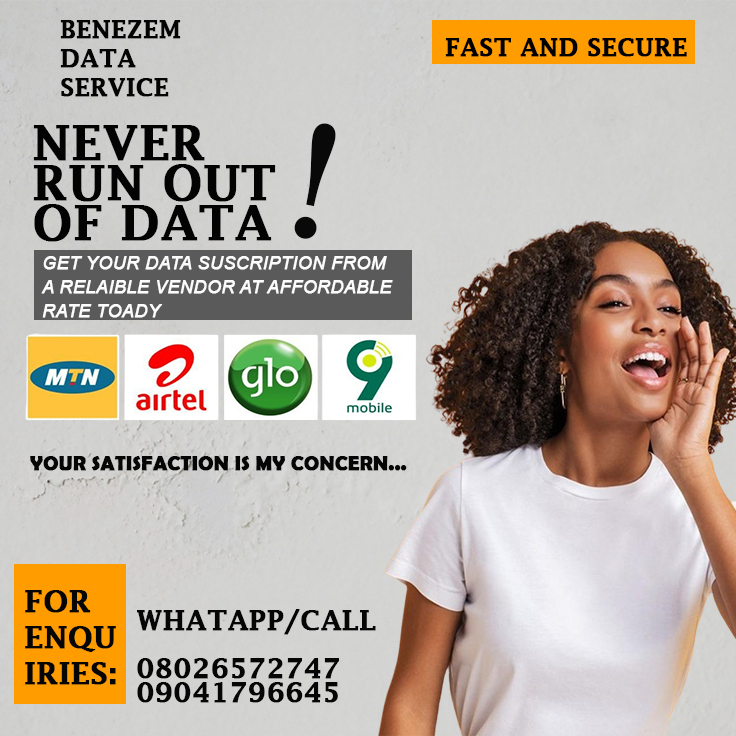 BENEZEM
DATA
SERVICE
FAST AND SECURE
NEVER
RUN OUT
OF DATA !
GET YOUR DATA SUSCRIPTION FROM
A RELAIBLE VENDOR AT AFFORDABLE
RATE TOADY
MTN
airtel
glo
9
mobile
YOUR SATISFACTION IS MY CONCERN...
FOR
ENQU
IRIES:
WHATAPP/CALL
08026572747
09041796645